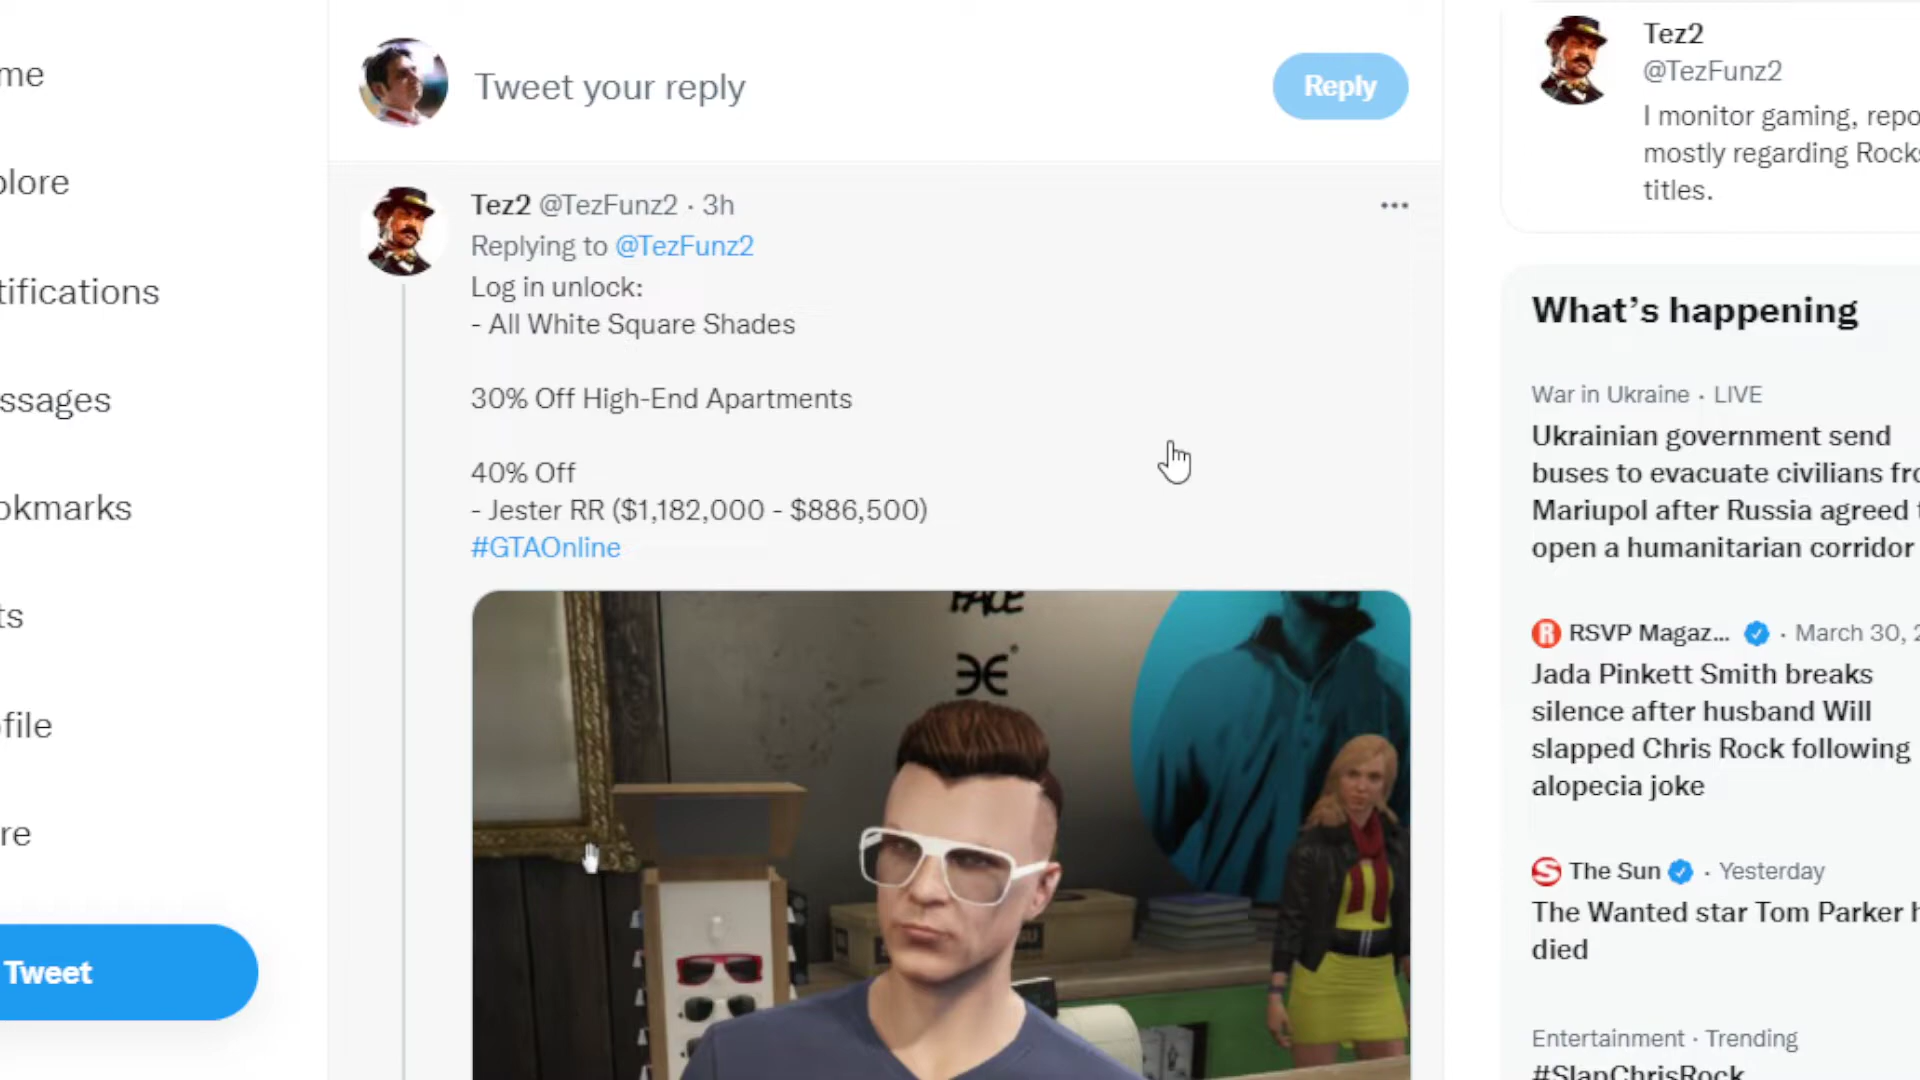 me
plore
tifications
ssages
okmarks
ts
ofile
re
Tweet
Tweet your reply
Reply
Tez2 @TezFunz2 · 3h
Replying to @TezFunz2
Log in unlock:
- All White Square Shades
30% Off High-End Apartments
40% Off
- Jester RR ($1,182,000 - $886,500)
#GTAOnline
FACE
Tez2
@TezFunz2
I monitor gaming, repo
mostly regarding Rocks
titles.
What's happening
War in Ukraine · LIVE
Ukrainian government send
buses to evacuate civilians fro
Mariupol after Russia agreed t
open a humanitarian corridor
RSVP Magaz... · March 30, 2
Jada Pinkett Smith breaks
silence after husband Will
slapped Chris Rock following
alopecia joke
The Sun · Yesterday
The Wanted star Tom Parker h
died
Entertainment · Trending
#SlapChrisRock